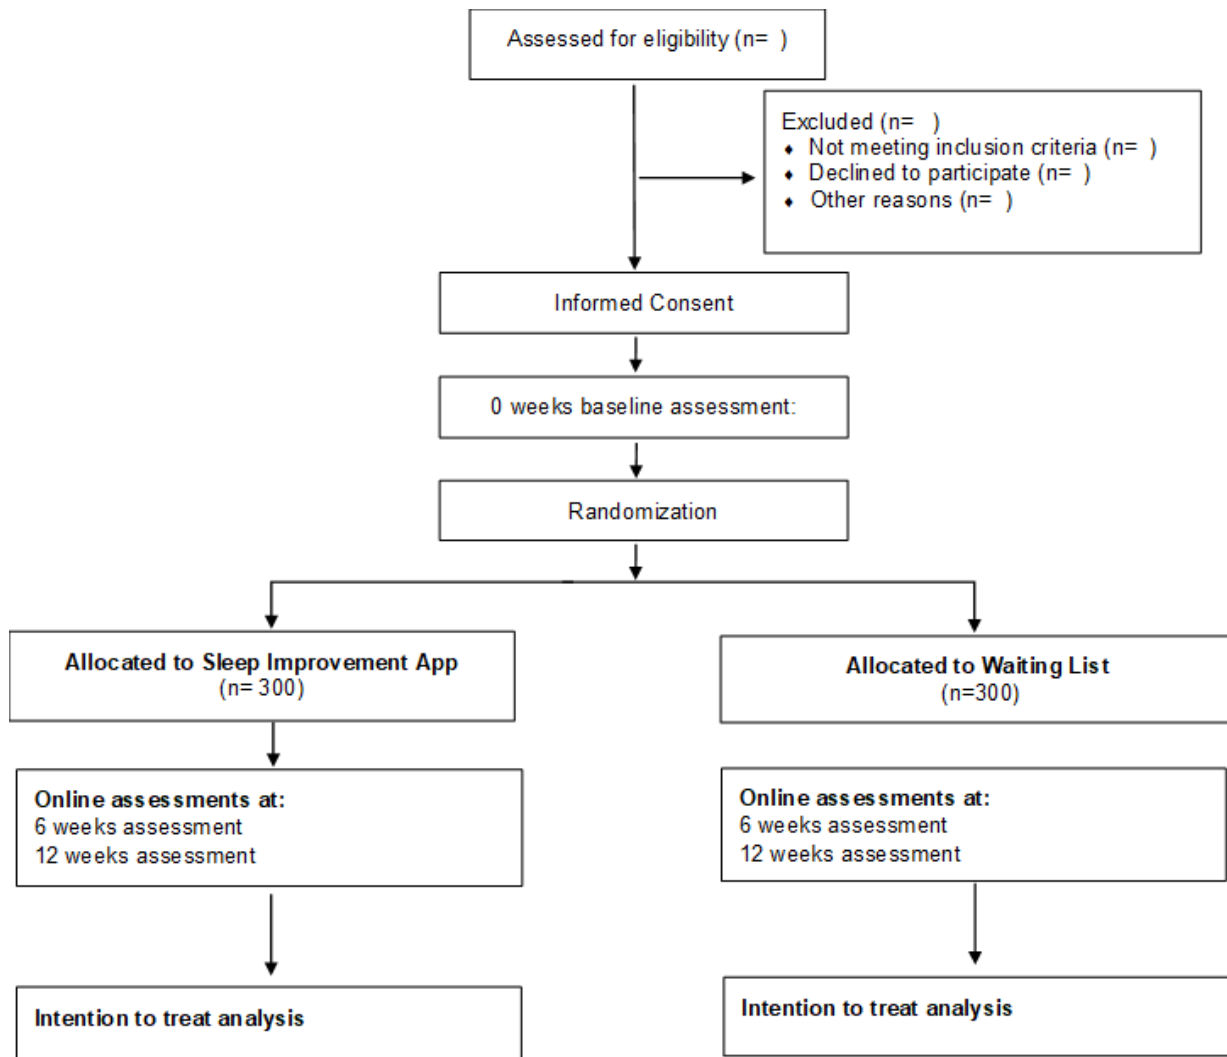 Assessed for eligibility (n=  )
Excluded (n=   )
♦ Not meeting inclusion criteria (n=  )
♦ Declined to participate (n=  )
♦ Other reasons (n=  )
Informed Consent
0 weeks baseline assessment:
Randomization
Allocated to Sleep Improvement App
(n= 300)
Allocated to Waiting List
(n=300)
Online assessments at:
6 weeks assessment
12 weeks assessment
Online assessments at:
6 weeks assessment
12 weeks assessment
Intention to treat analysis
Intention to treat analysis